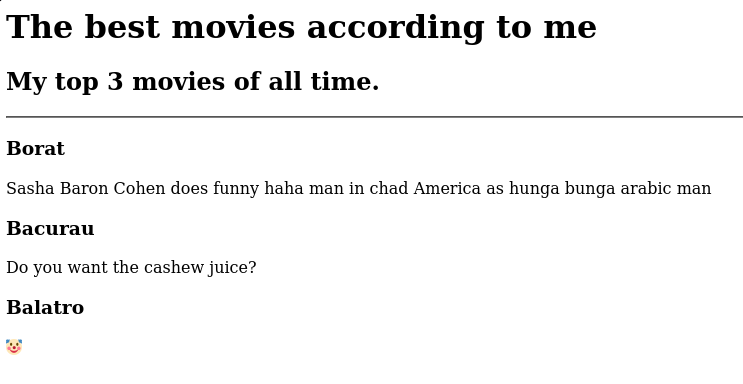 The best movies according to me
My top 3 movies of all time.
Borat
Sasha Baron Cohen does funny haha man in chad America as hunga bunga arabic man
Bacurau
Do you want the cashew juice?
Balatro
🤡